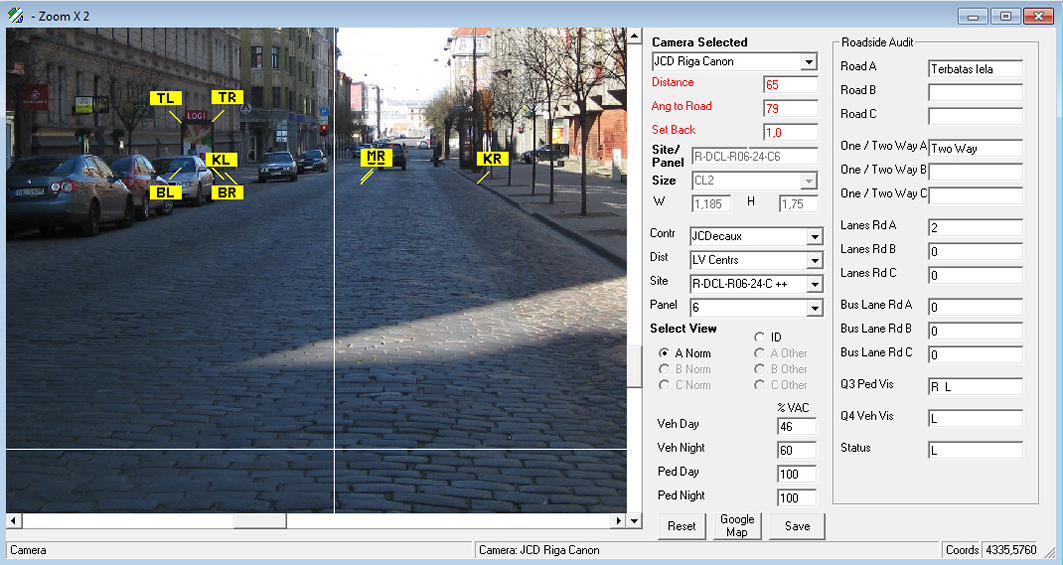 - Zoom X 2
TL
TR
LOGI
KL
BL
BR
MR
KR
Camera Selected
JCD Riga Canon
Distance 65
Ang to Road 79
Set Back 1,0
Site/
Panel R-DCL-R06-24-C6
Size CL2
W 1,185 H 1,75
Contr JCDecaux
Dist LV Centrs
Site R-DCL-R06-24-C ++
Panel 6
Select View
ID
A Norm A Other
B Norm B Other
C Norm C Other
% VAC
Veh Day 46
Veh Night 60
Ped Day 100
Ped Night 100
Reset Google Map Save
Roadside Audit
Road A Terbatas Iela
Road B
Road C
One / Two Way A Two Way
One / Two Way B
One / Two Way C
Lanes Rd A 2
Lanes Rd B 0
Lanes Rd C 0
Bus Lane Rd A 0
Bus Lane Rd B 0
Bus Lane Rd C 0
Q3 Ped Vis R L
Q4 Veh Vis L
Status L
Camera Camera: JCD Riga Canon Coords 4335,5760